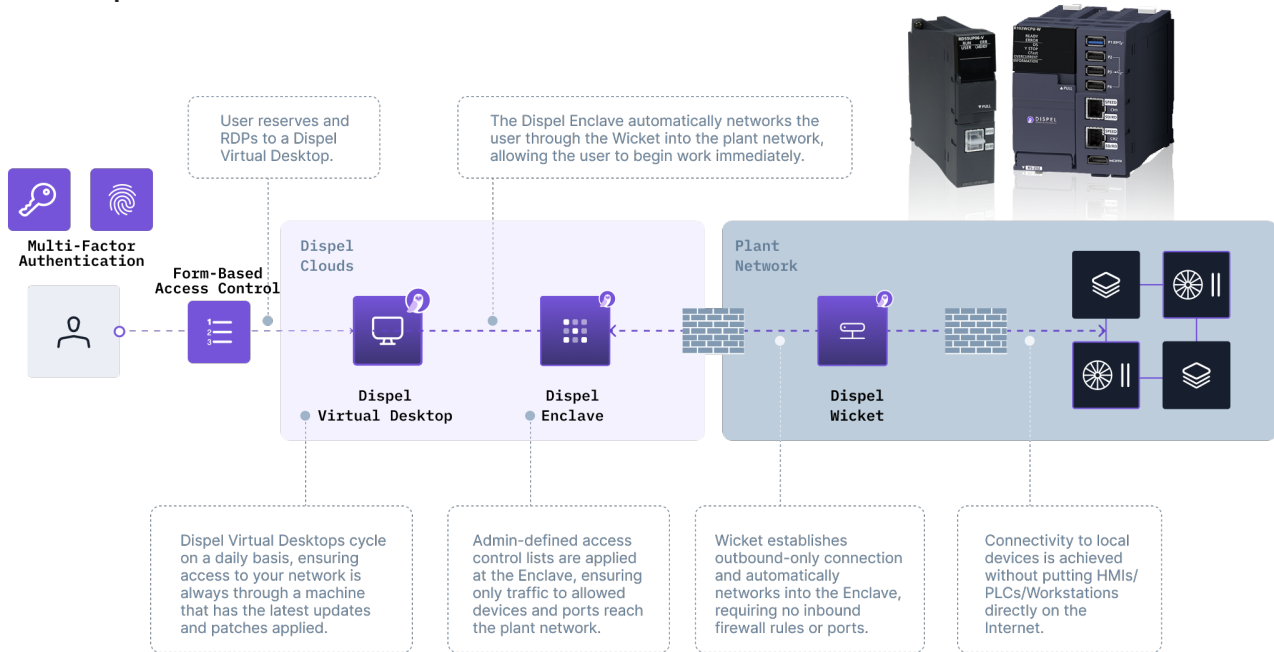 User reserves and
RDPs to a Dispel
Virtual Desktop.
The Dispel Enclave automatically networks the
user through the Wicket into the plant network,
allowing the user to begin work immediately.
PULL
PULL
DISPEL
Multi-Factor
Authentication
Form-Based
Access Control
1
2
3
Dispel
Clouds
Plant
Network
Dispel
Virtual Desktop
Dispel
Enclave
Dispel
Wicket
Dispel Virtual Desktops cycle
on a daily basis, ensuring
access to your network is
always through a machine
that has the latest updates
and patches applied.
Admin-defined access
control lists are applied
at the Enclave, ensuring
only traffic to allowed
devices and ports reach
the plant network.
Wicket establishes
outbound-only connection
and automatically
networks into the Enclave,
requiring no inbound
firewall rules or ports.
Connectivity to local
devices is achieved
without putting HMIs/
PLCs/Workstations
directly on the
Internet.